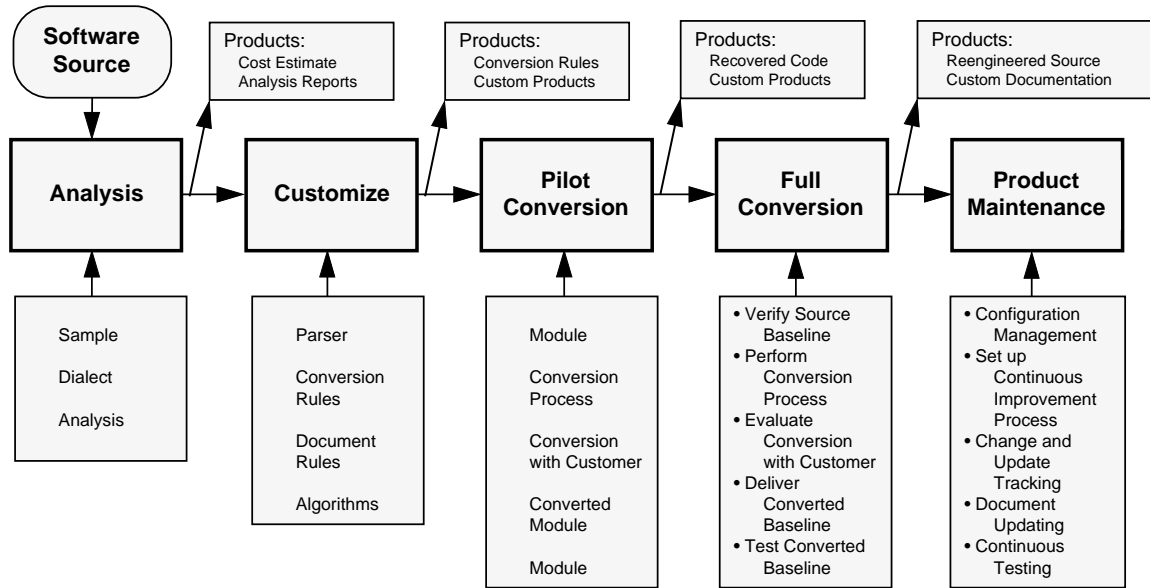 Software
Source
Products:
Cost Estimate
Analysis Reports
Products:
Conversion Rules
Custom Products
Products:
Recovered Code
Custom Products
Products:
Reengineered Source
Custom Documentation
Analysis
Customize
Pilot
Conversion
Full
Conversion
Product
Maintenance
Sample
Dialect
Analysis
Parser
Conversion
Rules
Document
Rules
Algorithms
Module
Conversion
Process
Conversion
with Customer
Converted
Module
Module
• Verify Source
Baseline
• Perform
Conversion
Process
• Evaluate
Conversion
with Customer
• Deliver
Converted
Baseline
• Test Converted
Baseline
• Configuration
Management
• Set up
Continuous
Improvement
Process
• Change and
Update
Tracking
• Document
Updating
• Continuous
Testing